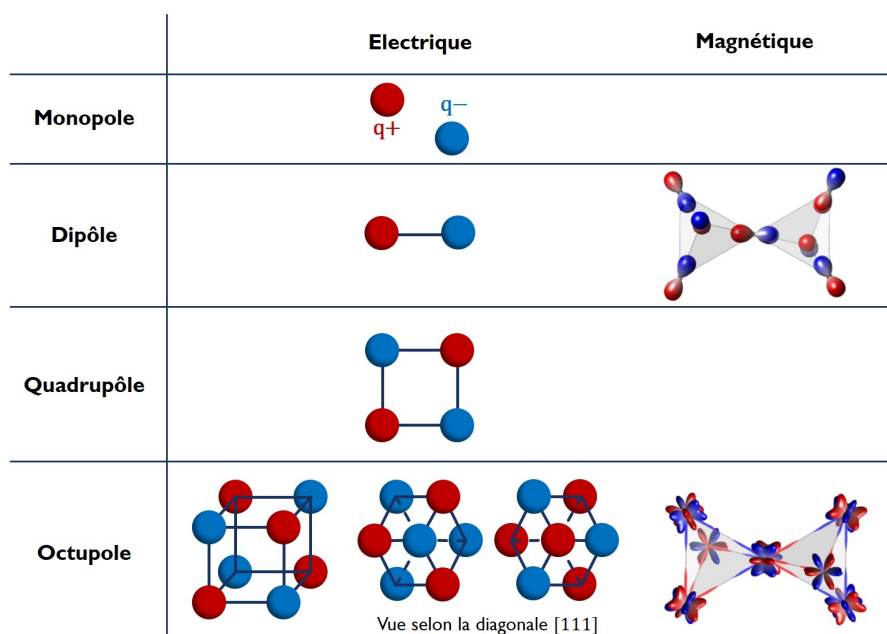 Electrique
Magnétique
Monopole
q+
q−
Dipôle
Quadrupôle
Octupole
Vue selon la diagonale [111]